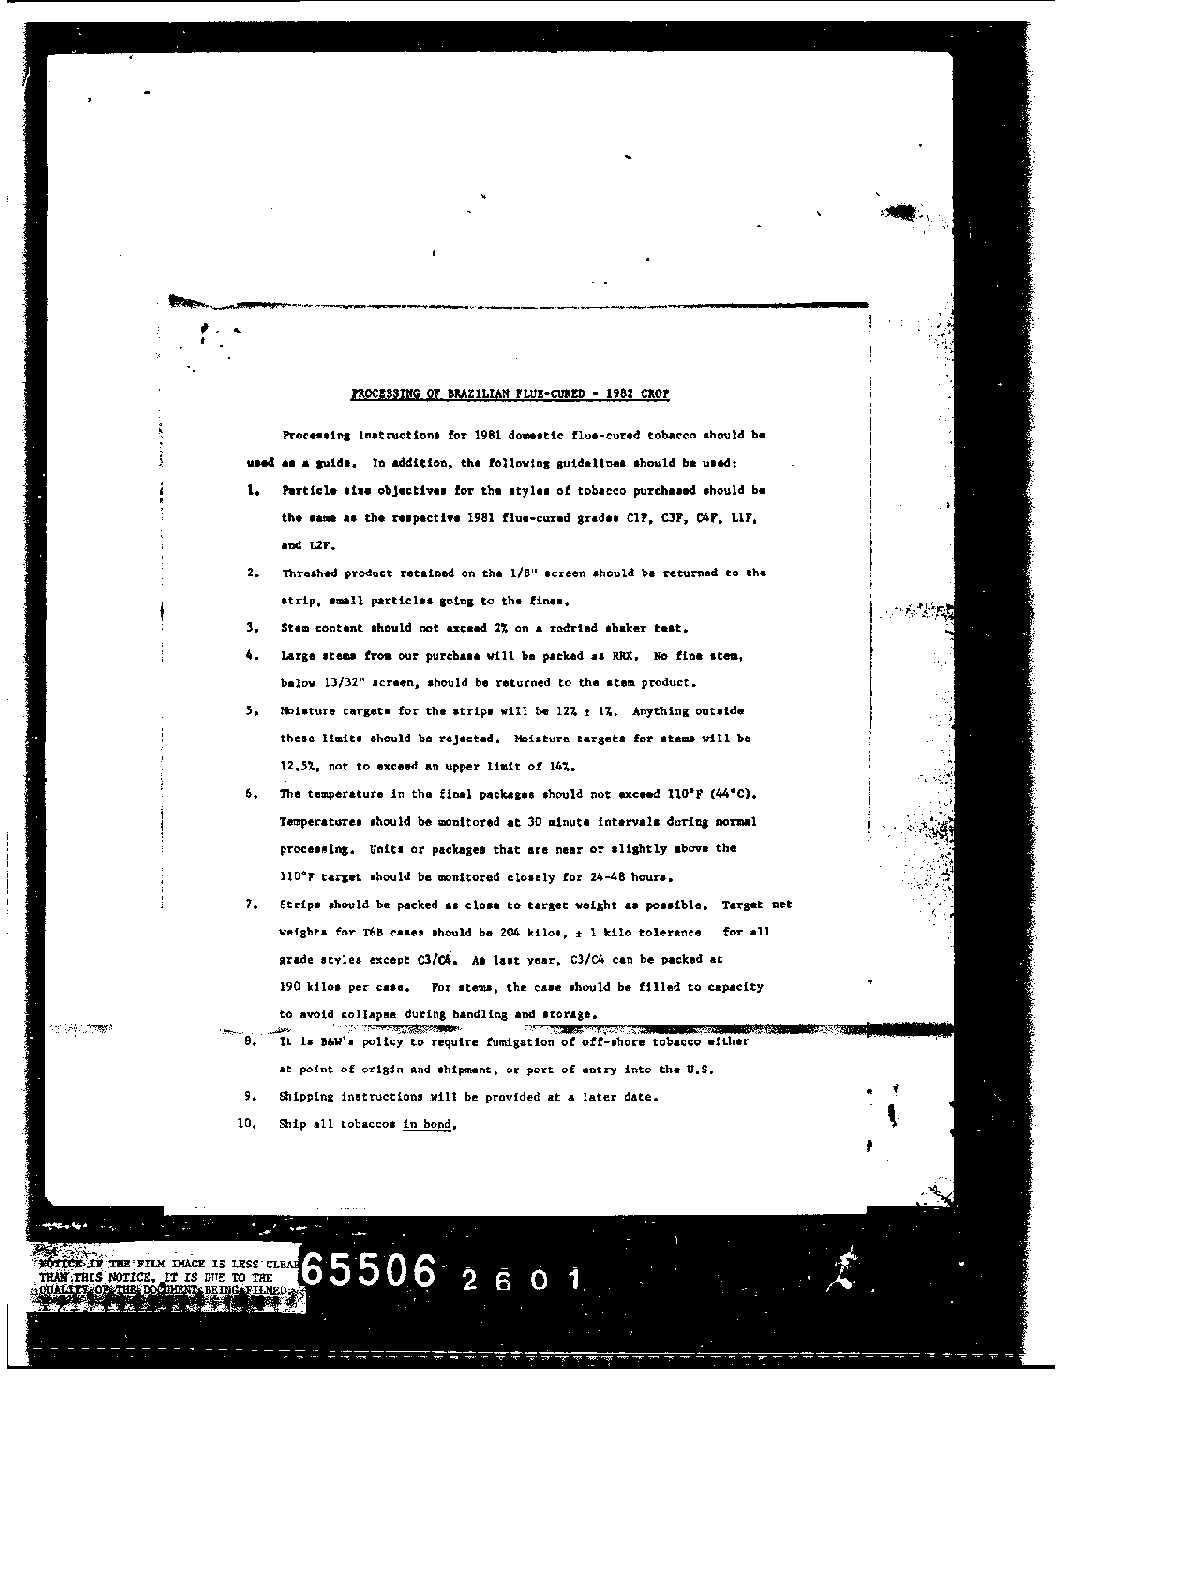 PROCESSING OF BRAZILIAN FLUE-CURED - 1982 CROP
Processing instructions for 1981 domestic flue-cured tobacco should be
used as a guide. In addition, the following guidelines should be used:
1. Particle size objectives for the styles of tobacco purchased should be
the same as the respective 1981 flue-cured grades C1F, C3F, C4F, L1F,
and L2F.
2. Threshed product retained on the 1/8" screen should be returned to the
strip, small particles going to the fines.
3. Stem content should not exceed 2% on a redried shaker test.
4. Large stems from our purchase will be packed as RRX. No fine stem,
below 13/32" screen, should be returned to the stem product.
5. Moisture targets for the strips will be 12% ± 1%. Anything outside
these limits should be rejected. Moisture targets for stems will be
12.5%, not to exceed an upper limit of 14%.
6. The temperature in the final packages should not exceed 110°F (44°C).
Temperatures should be monitored at 30 minute intervals during normal
processing. Units or packages that are near or slightly above the
110°F target should be monitored closely for 24-48 hours.
7. Strips should be packed as close to target weight as possible. Target net
weights for T6B cases should be 204 kilos, ± 1 kilo tolerance for all
grade styles except C3/C4. As last year, C3/C4 can be packed at
190 kilos per case. For stems, the case should be filled to capacity
to avoid collapse during handling and storage.
8. It is B&W's policy to require fumigation of off-shore tobacco either
at point of origin and shipment, or port of entry into the U.S.
9. Shipping instructions will be provided at a later date.
10. Ship all tobaccos in bond.
NOTICE IF THE FILM IMAGE IS LESS CLEAR
THAN THIS NOTICE, IT IS DUE TO THE
QUALITY OF THE DOCUMENT BEING FILMED
65506 2601